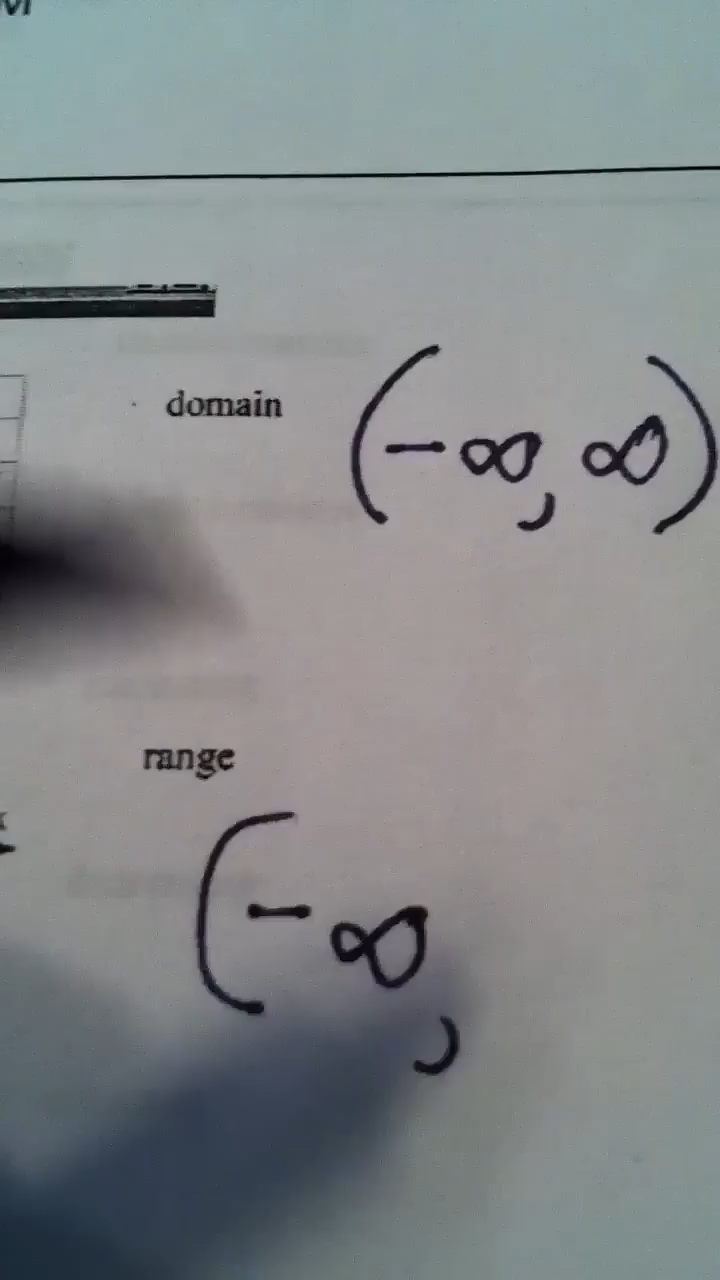 domain (-∞, ∞)
range
(-∞,